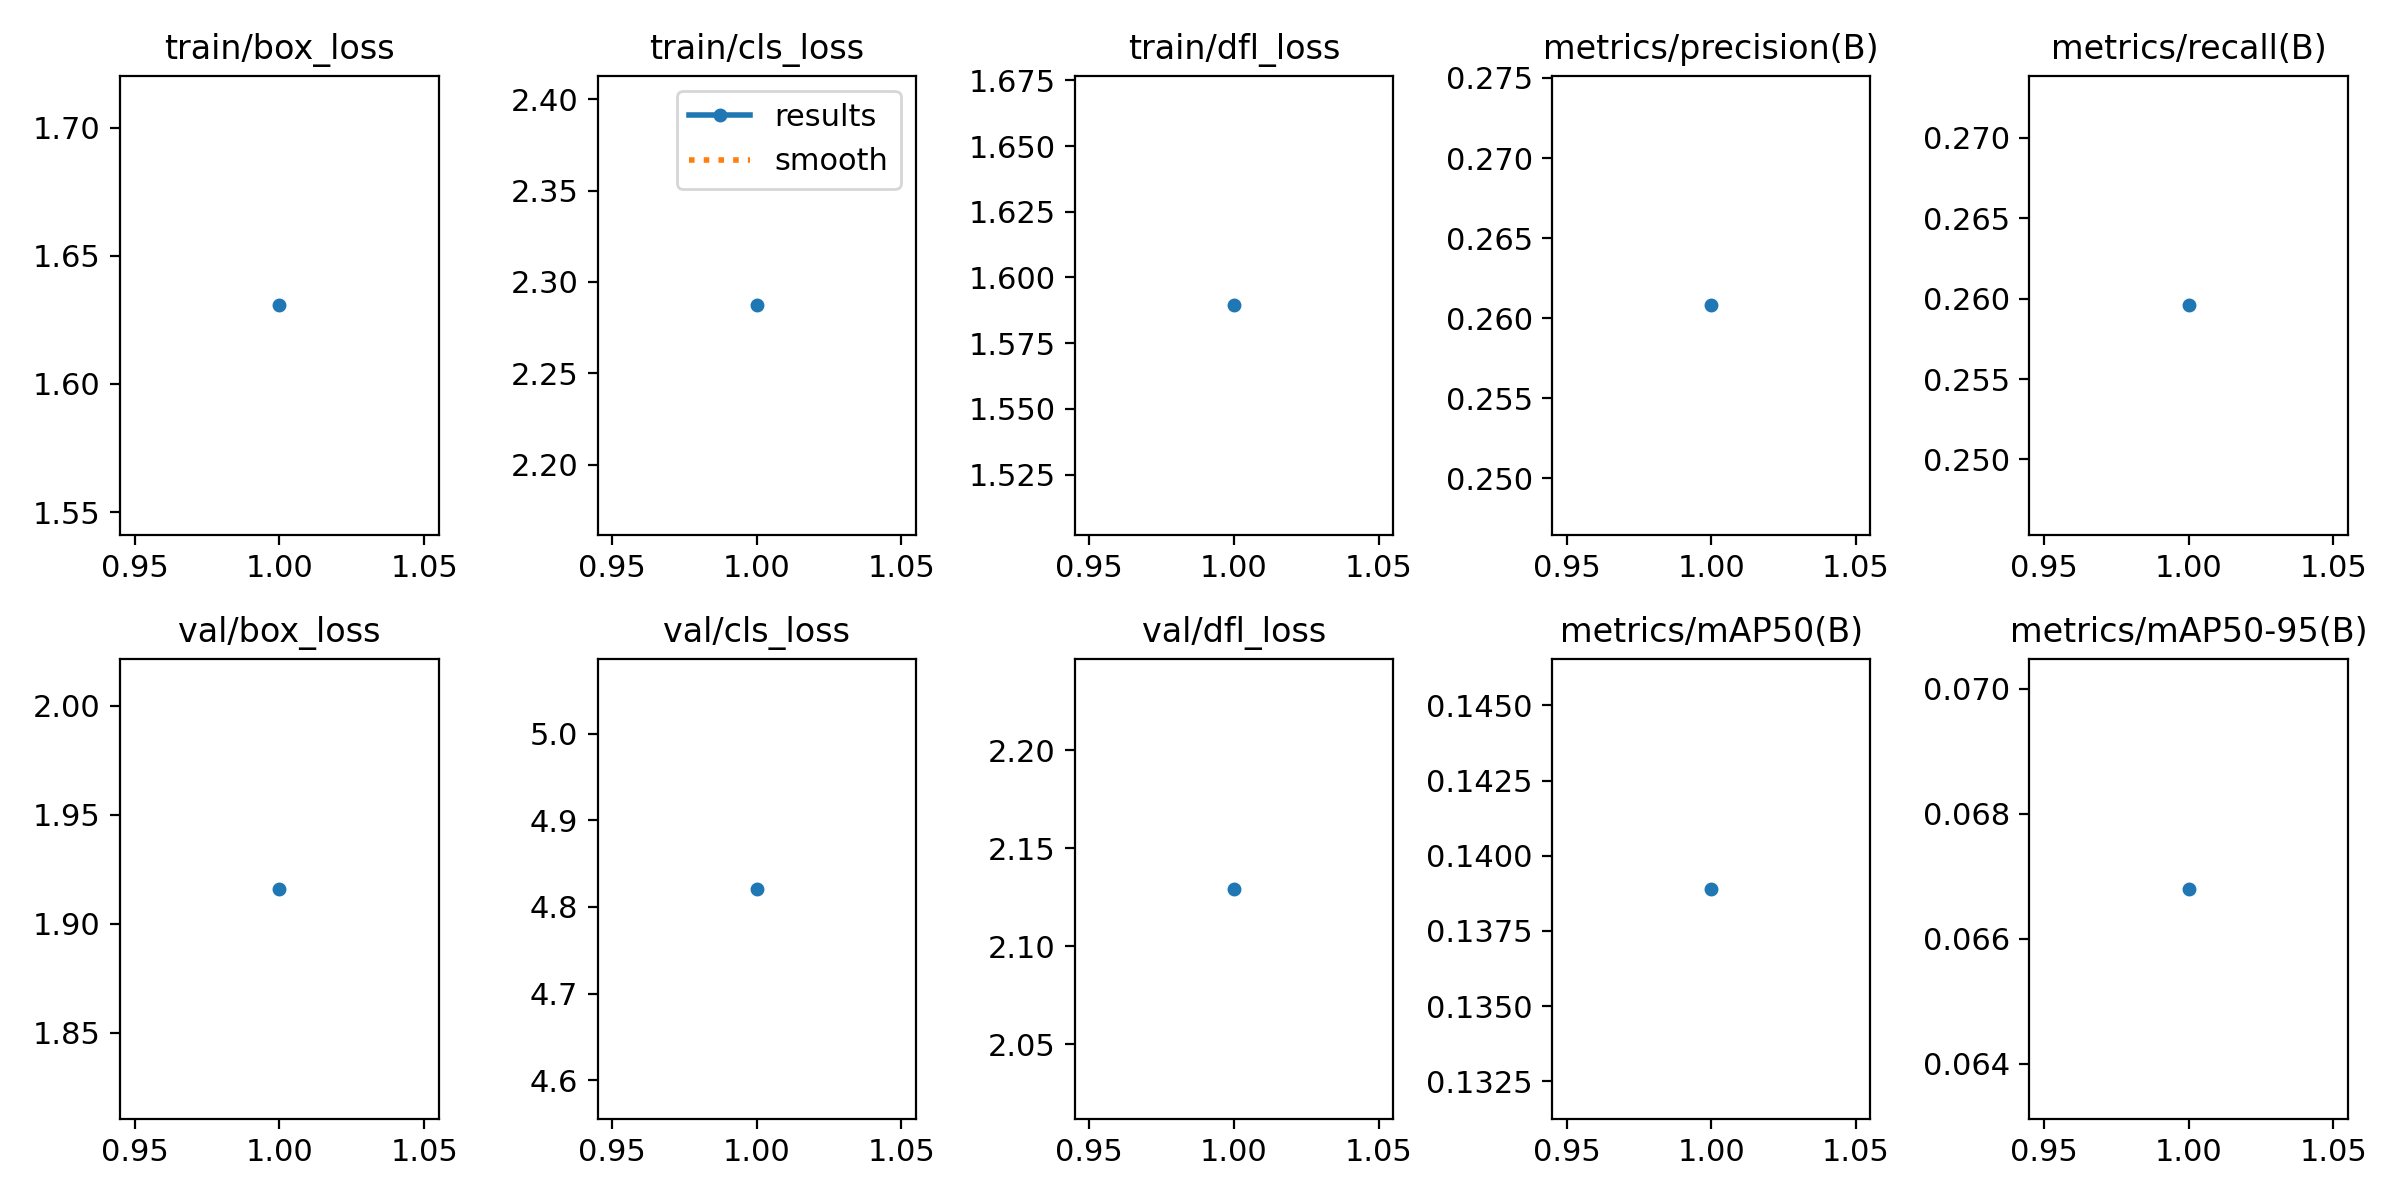 train/box_loss
1.70
1.65
1.60
1.55
0.95 1.00 1.05
train/cls_loss
results
smooth
2.40
2.35
2.30
2.25
2.20
0.95 1.00 1.05
train/dfl_loss
1.675
1.650
1.625
1.600
1.575
1.550
1.525
0.95 1.00 1.05
metrics/precision(B)
0.275
0.270
0.265
0.260
0.255
0.250
0.95 1.00 1.05
metrics/recall(B)
0.270
0.265
0.260
0.255
0.250
0.95 1.00 1.05
val/box_loss
2.00
1.95
1.90
1.85
0.95 1.00 1.05
val/cls_loss
5.0
4.9
4.8
4.7
4.6
0.95 1.00 1.05
val/dfl_loss
2.20
2.15
2.10
2.05
0.95 1.00 1.05
metrics/mAP50(B)
0.1450
0.1425
0.1400
0.1375
0.1350
0.1325
0.95 1.00 1.05
metrics/mAP50-95(B)
0.070
0.068
0.066
0.064
0.95 1.00 1.05